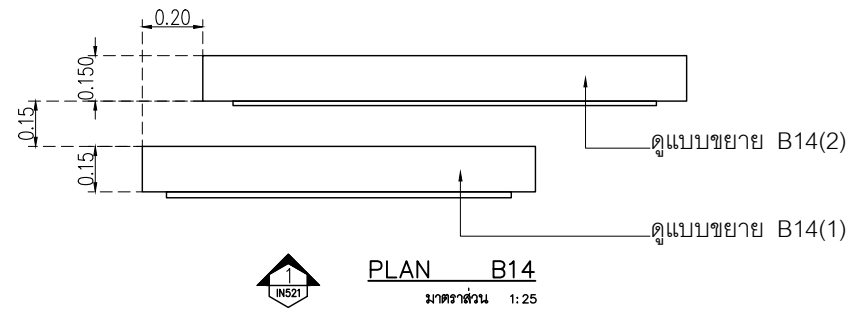 0.20
0.150
0.15
0.15
ดูแบบขยาย B14(2)
ดูแบบขยาย B14(1)
1
IN521
PLAN B14
มาตราส่วน 1:25